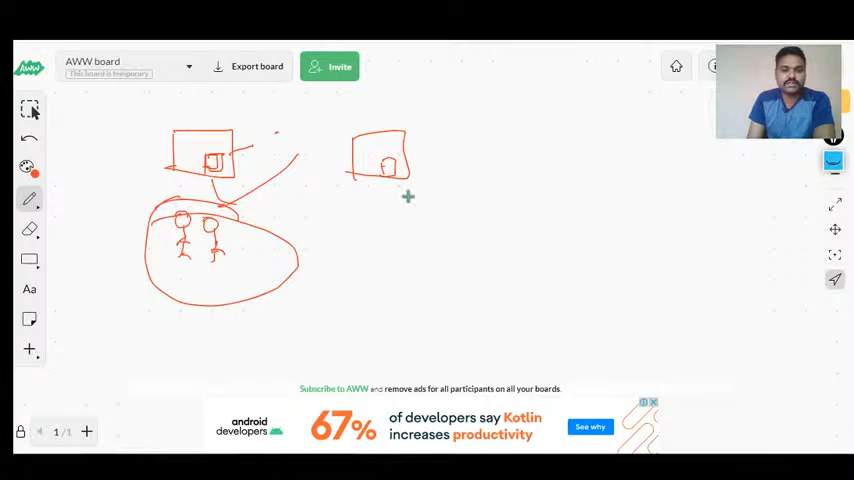 AWW
AWW board
This board is temporary
Export board
Invite
Aa
1/1
Subscribe to AWW and remove ads for all participants on all your boards.
android
developers
67%
of developers say Kotlin
increases productivity
See why